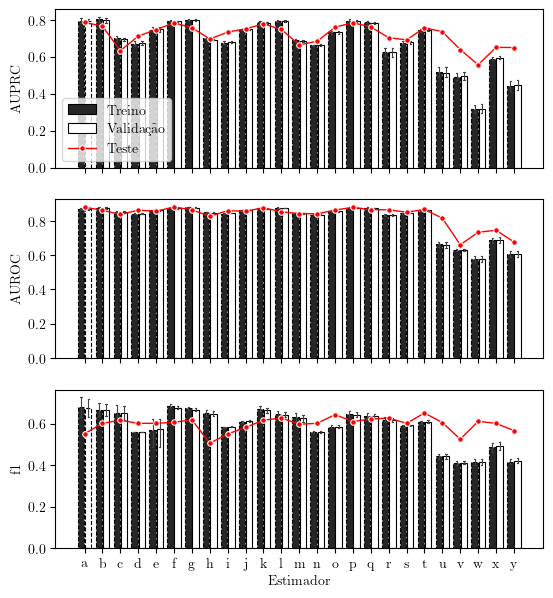 AUPRC
0.8
0.6
0.4
0.2
0.0
Treino
Validação
Teste
AUROC
0.8
0.6
0.4
0.2
0.0
f1
0.6
0.4
0.2
0.0
a b c d e f g h i j k l m n o p q r s t u v w x y
Estimador